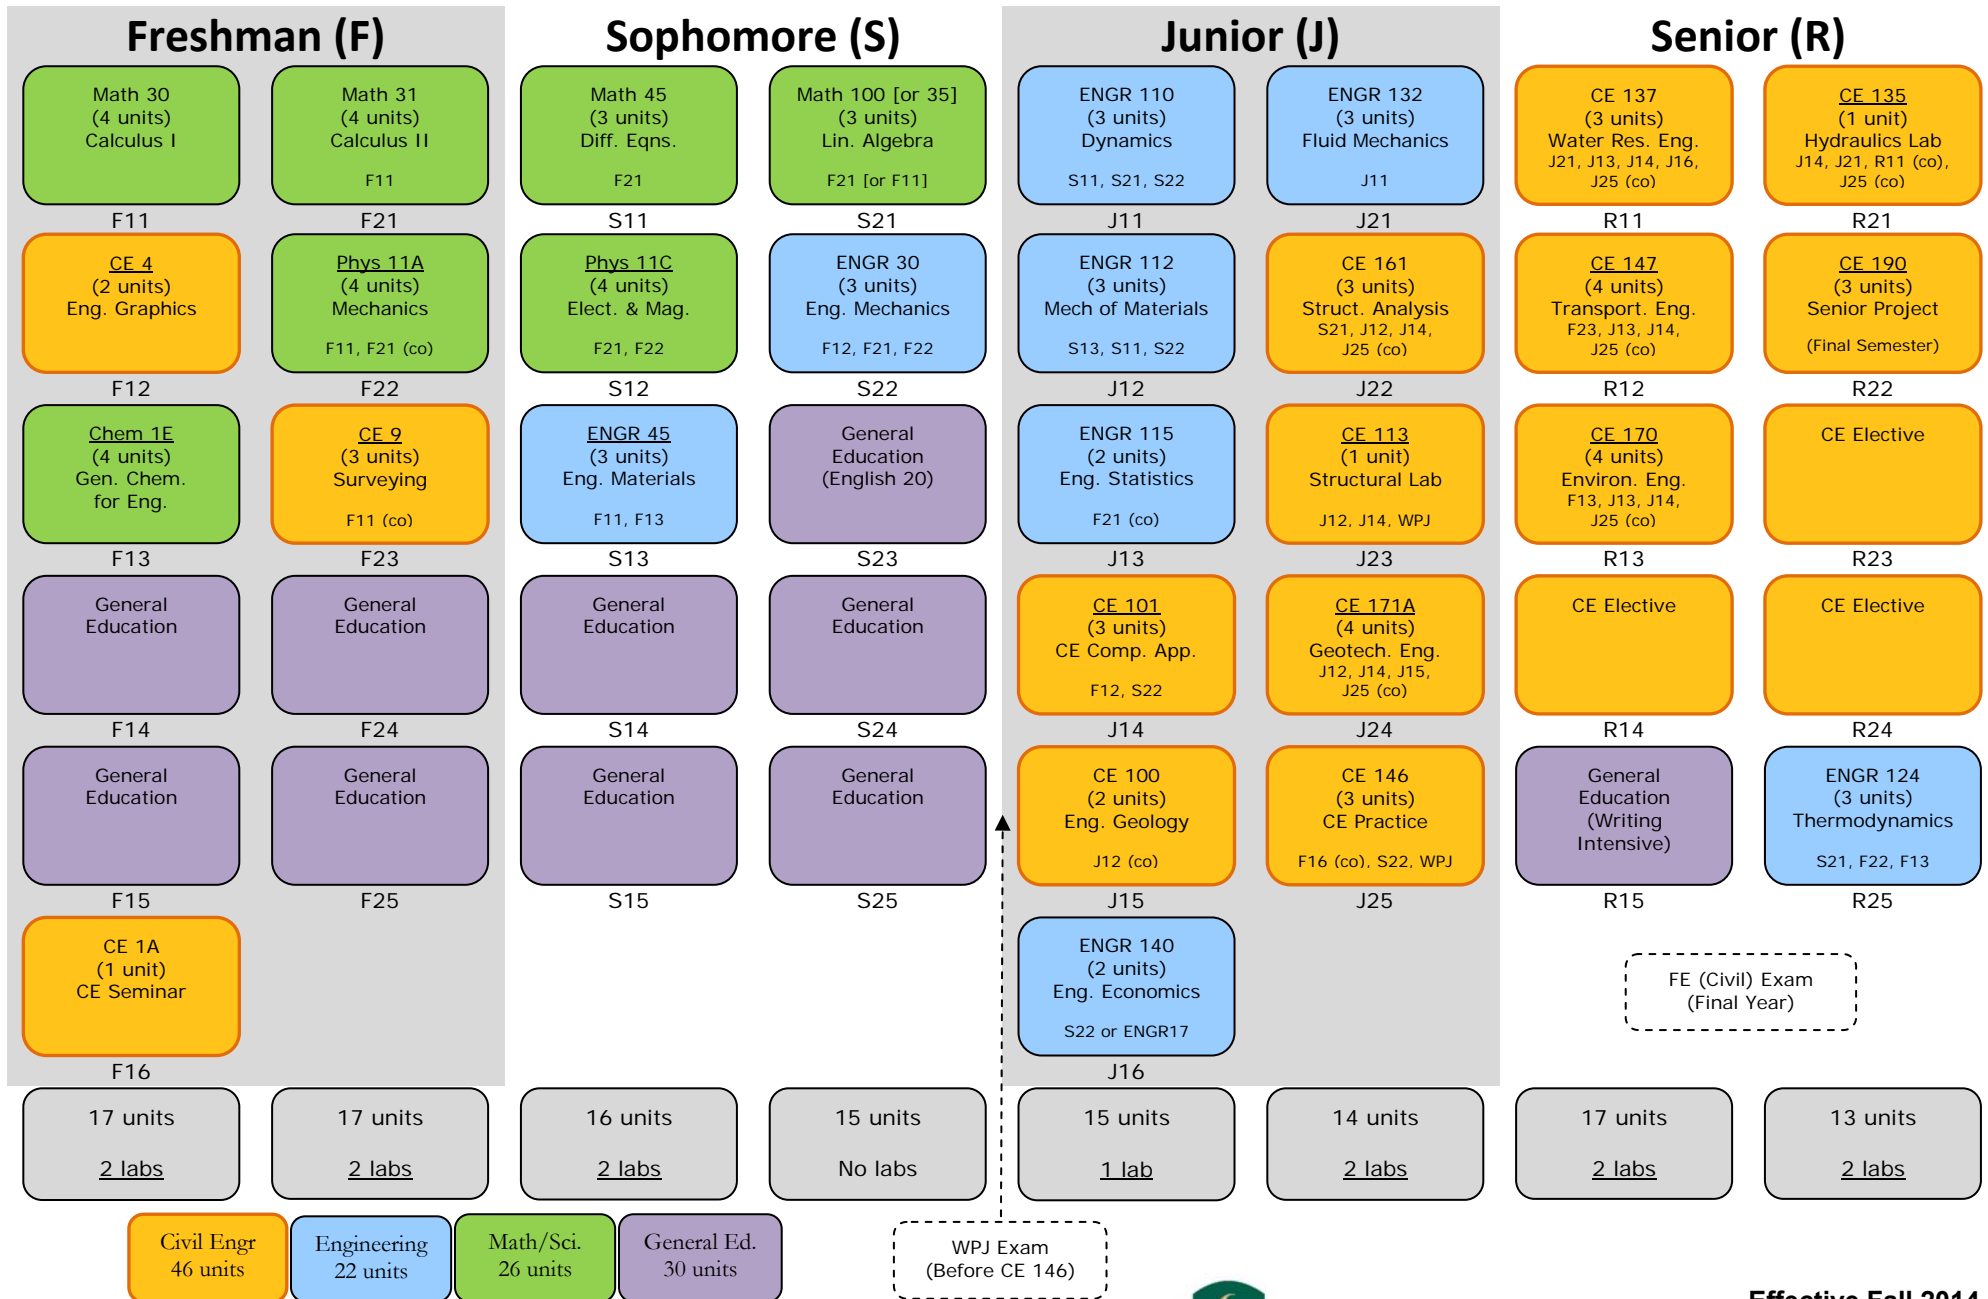 Freshman (F)
Sophomore (S)
Junior (J)
Senior (R)
Math 30
(4 units)
Calculus I
F11
Math 31
(4 units)
Calculus II
F11
F21
Math 45
(3 units)
Diff. Eqns.
F21
S11
Math 100 [or 35]
(3 units)
Lin. Algebra
F21 [or F11]
S21
ENGR 110
(3 units)
Dynamics
S11, S21, S22
J11
ENGR 132
(3 units)
Fluid Mechanics
J11
J21
CE 137
(3 units)
Water Res. Eng.
J21, J13, J14, J16,
J25 (co)
R11
CE 135
(1 unit)
Hydraulics Lab
J14, J21, R11 (co),
J25 (co)
R21
CE 4
(2 units)
Eng. Graphics
F12
Phys 11A
(4 units)
Mechanics
F11, F21 (co)
F22
Phys 11C
(4 units)
Elect. & Mag.
F21, F22
S12
ENGR 30
(3 units)
Eng. Mechanics
F12, F21, F22
S22
ENGR 112
(3 units)
Mech of Materials
S13, S11, S22
J12
CE 161
(3 units)
Struct. Analysis
S21, J12, J14,
J25 (co)
J22
CE 147
(4 units)
Transport. Eng.
F23, J13, J14,
J25 (co)
R12
CE 190
(3 units)
Senior Project
(Final Semester)
R22
Chem 1E
(4 units)
Gen. Chem.
for Eng.
F13
CE 9
(3 units)
Surveying
F11 (co)
F23
ENGR 45
(3 units)
Eng. Materials
F11, F13
S13
General
Education
(English 20)
S23
ENGR 115
(2 units)
Eng. Statistics
F21 (co)
J13
CE 113
(1 unit)
Structural Lab
J12, J14, WPJ
J23
CE 170
(4 units)
Environ. Eng.
F13, J13, J14,
J25 (co)
R13
CE Elective
R23
General
Education
F14
General
Education
F24
General
Education
S14
General
Education
S24
CE 101
(3 units)
CE Comp. App.
F12, S22
J14
CE 171A
(4 units)
Geotech. Eng.
J12, J14, J15,
J25 (co)
J24
CE Elective
R14
CE Elective
R24
General
Education
F15
General
Education
F25
General
Education
S15
General
Education
S25
CE 100
(2 units)
Eng. Geology
J12 (co)
J15
CE 146
(3 units)
CE Practice
F16 (co), S22, WPJ
J25
General
Education
(Writing
Intensive)
R15
ENGR 124
(3 units)
Thermodynamics
S21, F22, F13
R25
CE 1A
(1 unit)
CE Seminar
F16
ENGR 140
(2 units)
Eng. Economics
S22 or ENGR17
J16
FE (Civil) Exam
(Final Year)
17 units
2 labs
17 units
2 labs
16 units
2 labs
15 units
No labs
15 units
1 lab
14 units
2 labs
17 units
2 labs
13 units
2 labs
Civil Engr
46 units
Engineering
22 units
Math/Sci.
26 units
General Ed.
30 units
WPJ Exam
(Before CE 146)
Effective Fall 2014